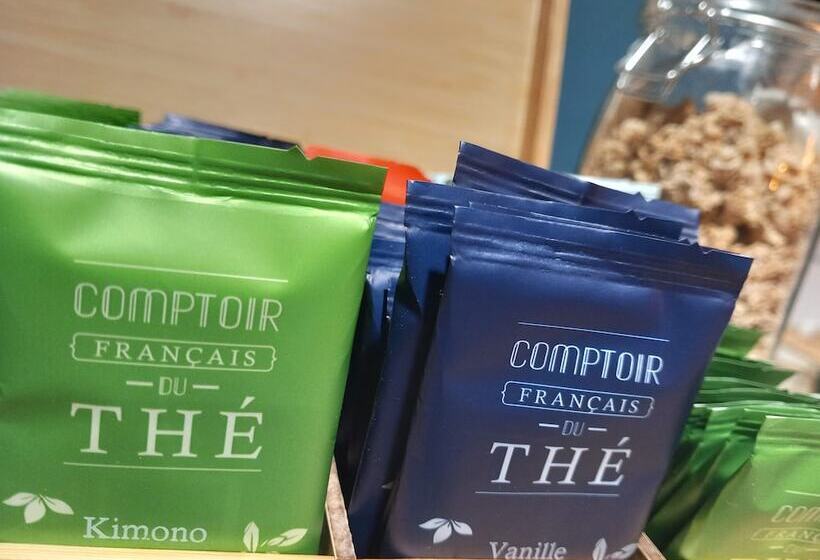 COMPTOIR
FRANÇAIS
DU
THÉ
Kimono
COMPTOIR
FRANÇAIS
DU
THÉ
Vanille